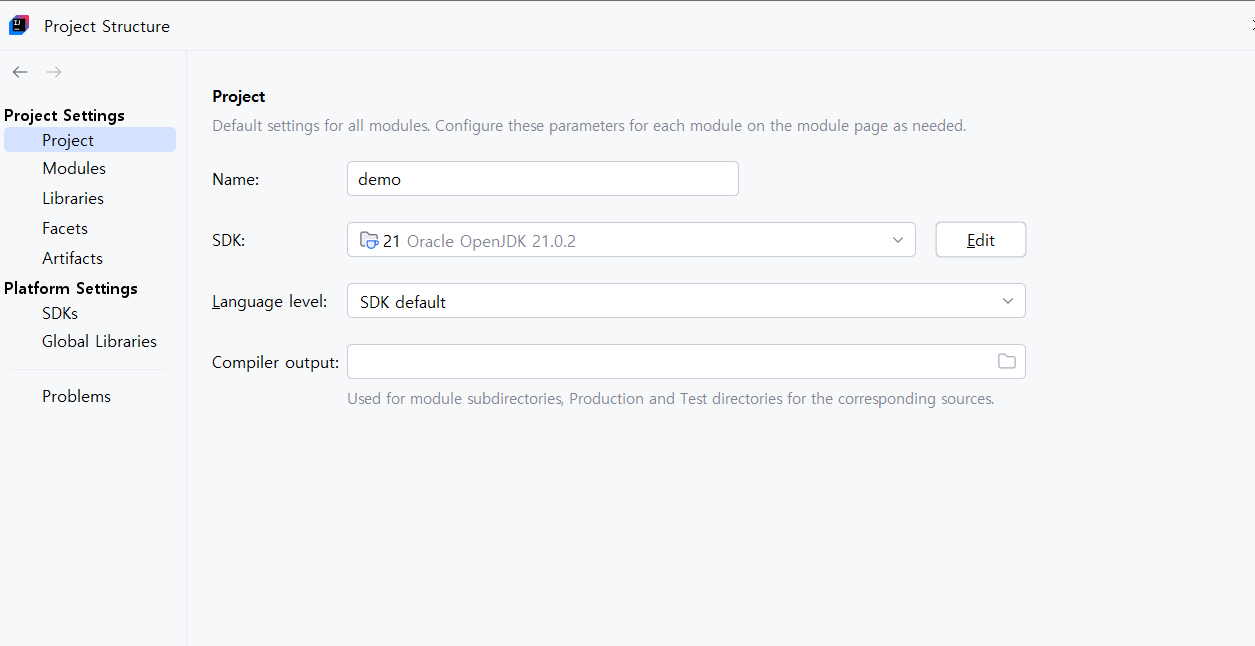 Project Structure
Project Settings
Project
Modules
Libraries
Facets
Artifacts
Platform Settings
SDKs
Global Libraries
Problems
Project
Default settings for all modules. Configure these parameters for each module on the module page as needed.
Name: demo
SDK: 21 Oracle OpenJDK 21.0.2 Edit
Language level: SDK default
Compiler output:
Used for module subdirectories, Production and Test directories for the corresponding sources.